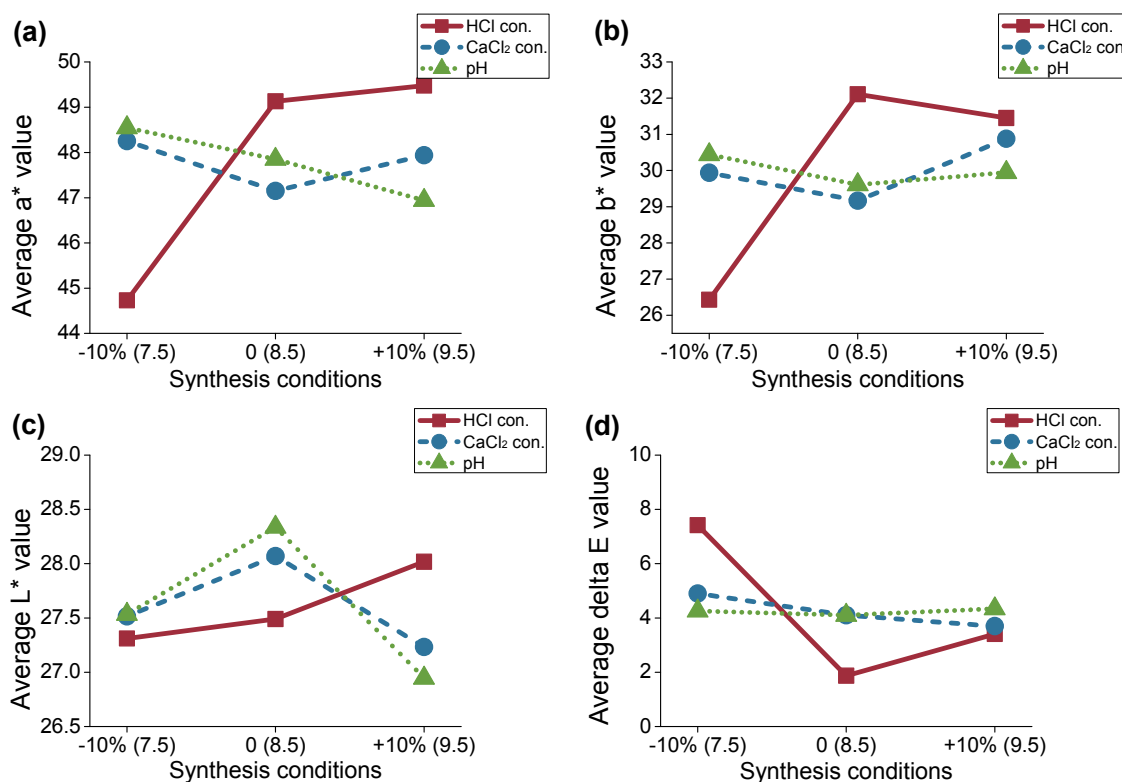 (a)
HCl con.
CaCl₂ con.
pH
50
49
48
47
46
45
44
Average a* value
-10% (7.5) 0 (8.5) +10% (9.5)
Synthesis conditions
(b)
HCl con.
CaCl₂ con.
pH
33
32
31
30
29
28
27
26
Average b* value
-10% (7.5) 0 (8.5) +10% (9.5)
Synthesis conditions
(c)
HCl con.
CaCl₂ con.
pH
29.0
28.5
28.0
27.5
27.0
26.5
Average L* value
-10% (7.5) 0 (8.5) +10% (9.5)
Synthesis conditions
(d)
HCl con.
CaCl₂ con.
pH
10
8
6
4
2
0
Average delta E value
-10% (7.5) 0 (8.5) +10% (9.5)
Synthesis conditions